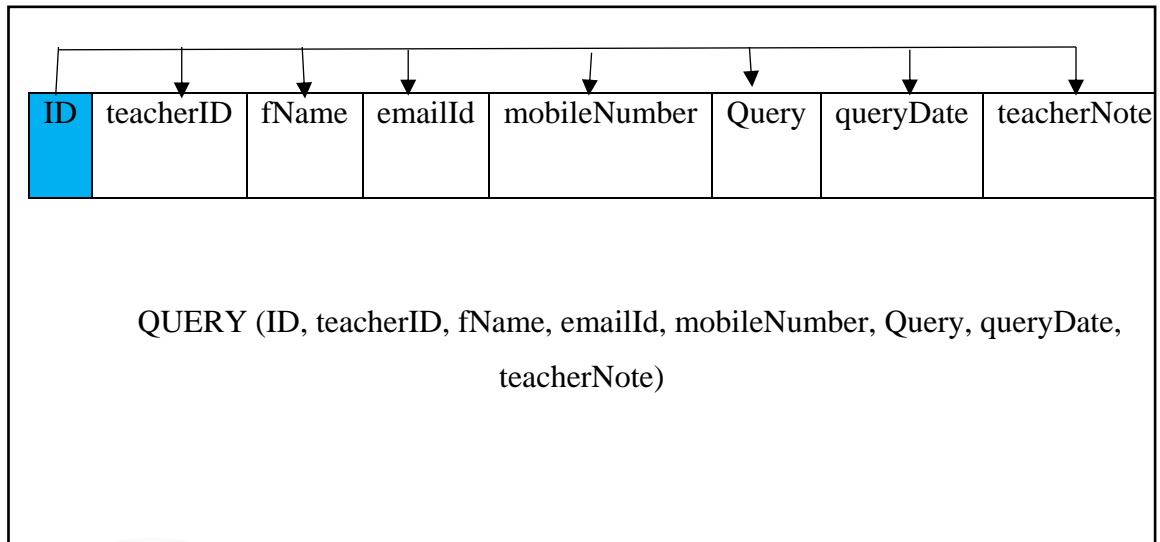 ID teacherID fName emailId mobileNumber Query queryDate teacherNote
QUERY (ID, teacherID, fName, emailId, mobileNumber, Query, queryDate,
teacherNote)